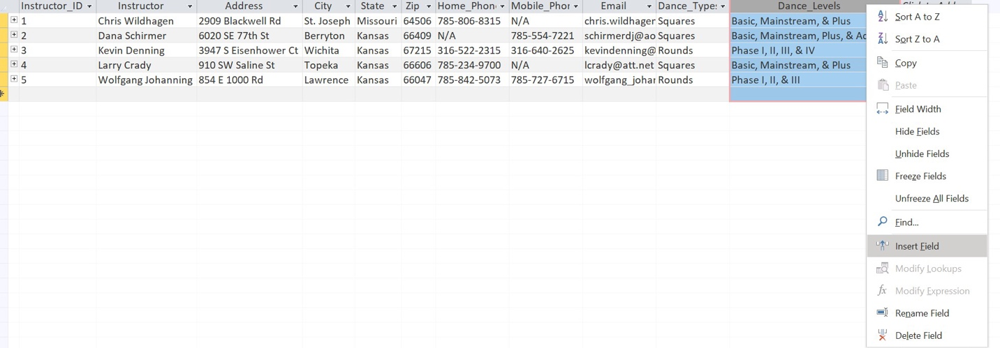 Instructor_ID Instructor Address City State Zip Home_Phon Mobile_Phor Email Dance_Types Dance_Levels
1 Chris Wildhagen 2909 Blackwell Rd St. Joseph Missouri 64506 785-806-8315 N/A chris.wildhager Squares Basic, Mainstream, & Plus
2 Dana Schirmer 6020 SE 77th St Berryton Kansas 66409 N/A 785-554-7221 schirmerdj@ao Squares Basic, Mainstream, Plus, & Ad
3 Kevin Denning 3947 S Eisenhower Ct Wichita Kansas 67215 316-522-2315 316-640-2625 kevindenning@ Rounds Phase I, II, III, & IV
4 Larry Crady 910 SW Saline St Topeka Kansas 66606 785-234-9700 N/A lcrady@att.net Squares Basic, Mainstream, & Plus
5 Wolfgang Johanning 854 E 1000 Rd Lawrence Kansas 66047 785-842-5073 785-727-6715 wolfgang_johar Rounds Phase I, II, & III
Sort A to Z
Sort Z to A
Copy
Paste
Field Width
Hide Fields
Unhide Fields
Freeze Fields
Unfreeze All Fields
Find...
Insert Field
Modify Lookups
Modify Expression
Rename Field
Delete Field